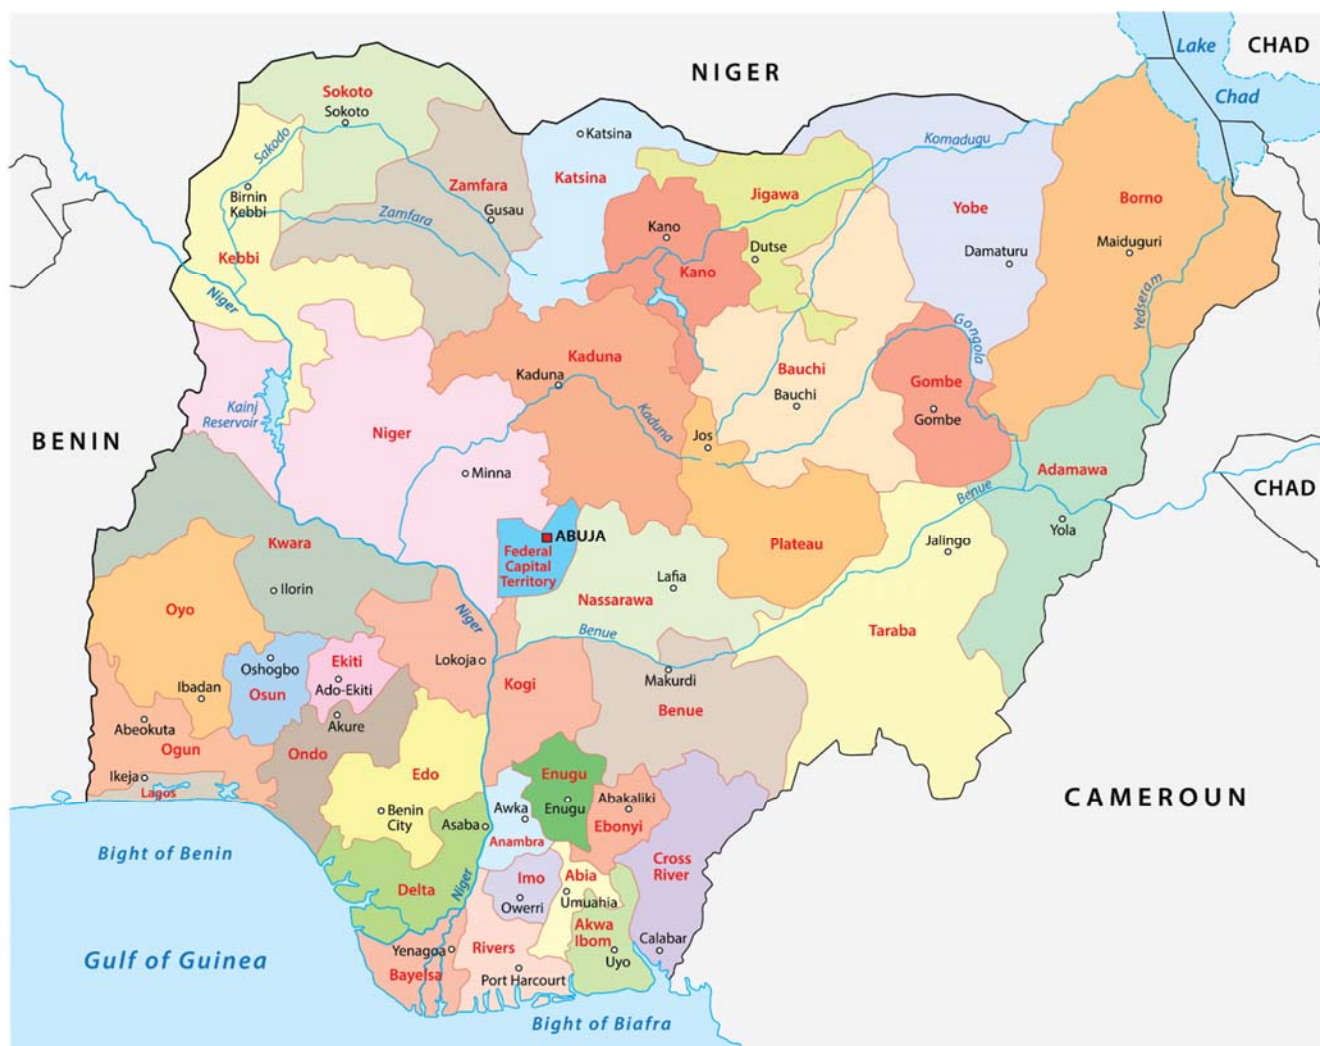 Lake
CHAD
NIGER
Chad
Sokoto
Sokoto
Katsina
Komadugu
Sakodo
Katsina
Zamfara
Jigawa
Birnin
Kebbi
Zamfara
Gusau
Kano
Yobe
Borno
Dutse
Damaturu
Maiduguri
Kebbi
Kano
Niger
Yedseram
Gongola
Kaduna
Kaduna
Bauchi
Bauchi
Gombe
Gombe
Kainj
Reservoir
Kaduna
Jos
BENIN
Niger
Minna
Adamawa
Benue
CHAD
Yola
ABUJA
Federal
Capital
Territory
Plateau
Jalingo
Kwara
Ilorin
Lafia
Nassarawa
Oyo
Niger
Benue
Taraba
Oshogbo
Ekiti
Lokoja
Ado-Ekiti
Ibadan
Osun
Kogi
Makurdi
Benue
Abeokuta
Akure
Ogun
Ondo
Ikeja
Lagos
Edo
Enugu
Enugu
Abakaliki
Ebonyi
CAMEROUN
Benin
City
Asaba
Awka
Anambra
Bight of Benin
Cross
River
Delta
Niger
Imo
Owerri
Abia
Umuahia
Akwa
Ibom
Uyo
Calabar
Gulf of Guinea
Yenagoa
Bayelsa
Rivers
Port Harcourt
Bight of Biafra